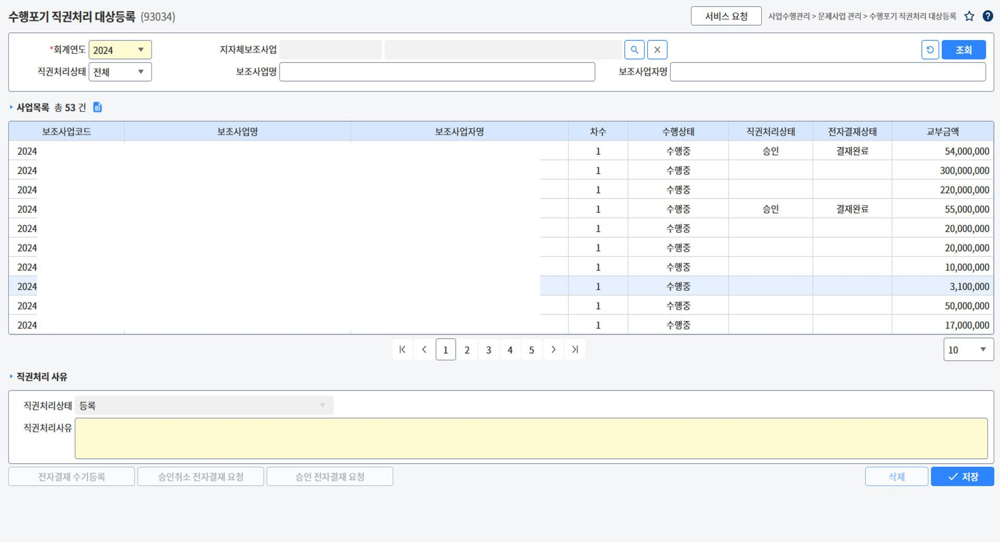 수행포기 직권처리 대상등록 (93034)
서비스 요청 사업수행관리 > 문제사업 관리 > 수행포기 직권처리 대상등록
*회계연도 2024 지자체보조사업 조회
직권처리상태 전체 보조사업명 보조사업자명
사업목록 총 53 건
보조사업코드 보조사업명 보조사업자명 차수 수행상태 직권처리상태 전자결재상태 교부금액
2024 1 수행중 승인 결재완료 54,000,000
2024 1 수행중 300,000,000
2024 1 수행중 220,000,000
2024 1 수행중 승인 결재완료 55,000,000
2024 1 수행중 20,000,000
2024 1 수행중 20,000,000
2024 1 수행중 10,000,000
2024 1 수행중 3,100,000
2024 1 수행중 50,000,000
2024 1 수행중 17,000,000
1 2 3 4 5 10
직권처리 사유
직권처리상태 등록
직권처리사유
전자결재 수기등록 승인취소 전자결재 요청 승인 전자결재 요청 삭제 저장